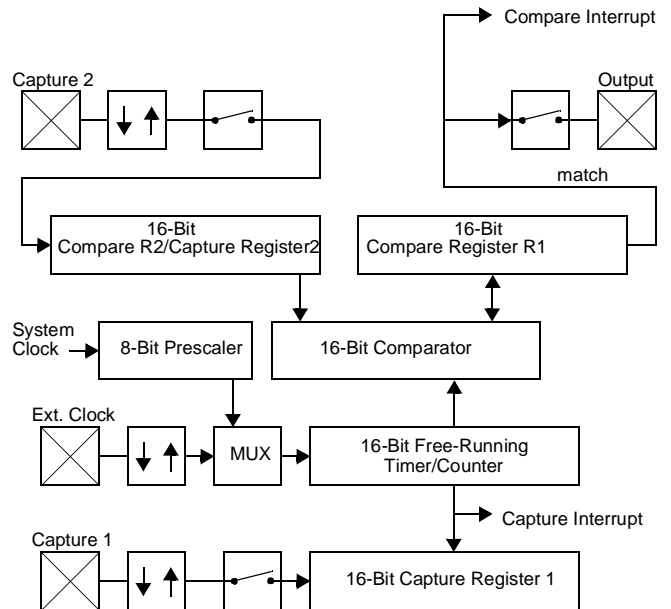 Compare Interrupt
Capture 2
Output
match
16-Bit
Compare R2/Capture Register2
16-Bit
Compare Register R1
System
Clock
8-Bit Prescaler
16-Bit Comparator
Ext. Clock
MUX
16-Bit Free-Running
Timer/Counter
Capture Interrupt
Capture 1
16-Bit Capture Register 1